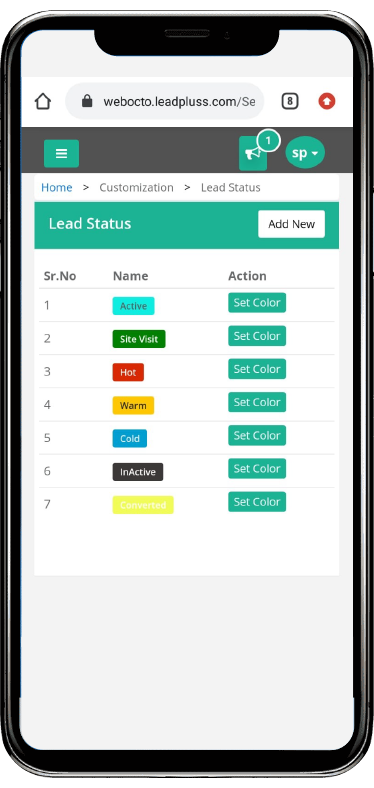 webocto.leadpluss.com/Se
8
1
sp
Home > Customization > Lead Status
Lead Status
Add New
Sr.No Name Action
1 Active Set Color
2 Site Visit Set Color
3 Hot Set Color
4 Warm Set Color
5 Cold Set Color
6 InActive Set Color
7 Converted Set Color